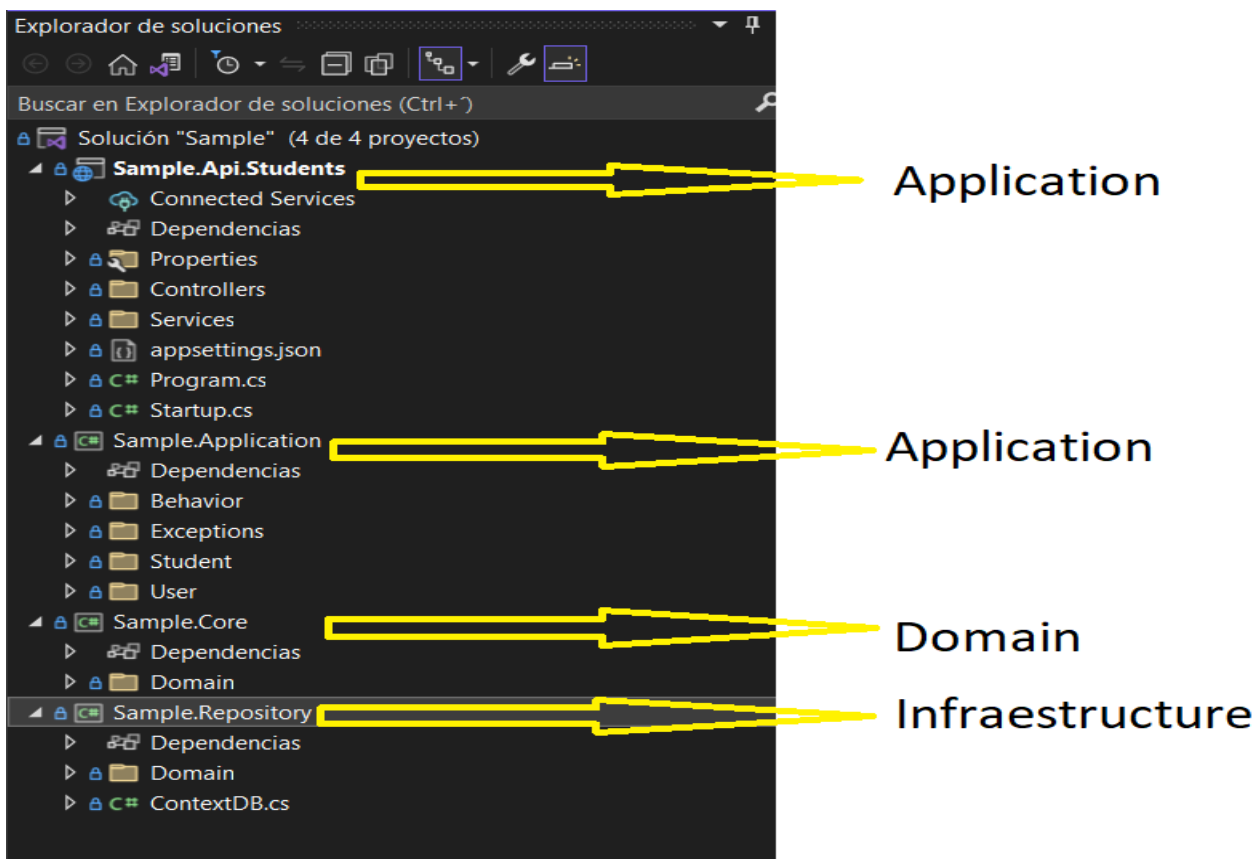 Explorador de soluciones
Buscar en Explorador de soluciones (Ctrl+´)
Solución "Sample" (4 de 4 proyectos)
Sample.Api.Students
Application
Connected Services
Dependencias
Properties
Controllers
Services
appsettings.json
C# Program.cs
C# Startup.cs
C# Sample.Application
Application
Dependencias
Behavior
Exceptions
Student
User
C# Sample.Core
Domain
Dependencias
Domain
C# Sample.Repository
Infraestructure
Dependencias
Domain
C# ContextDB.cs